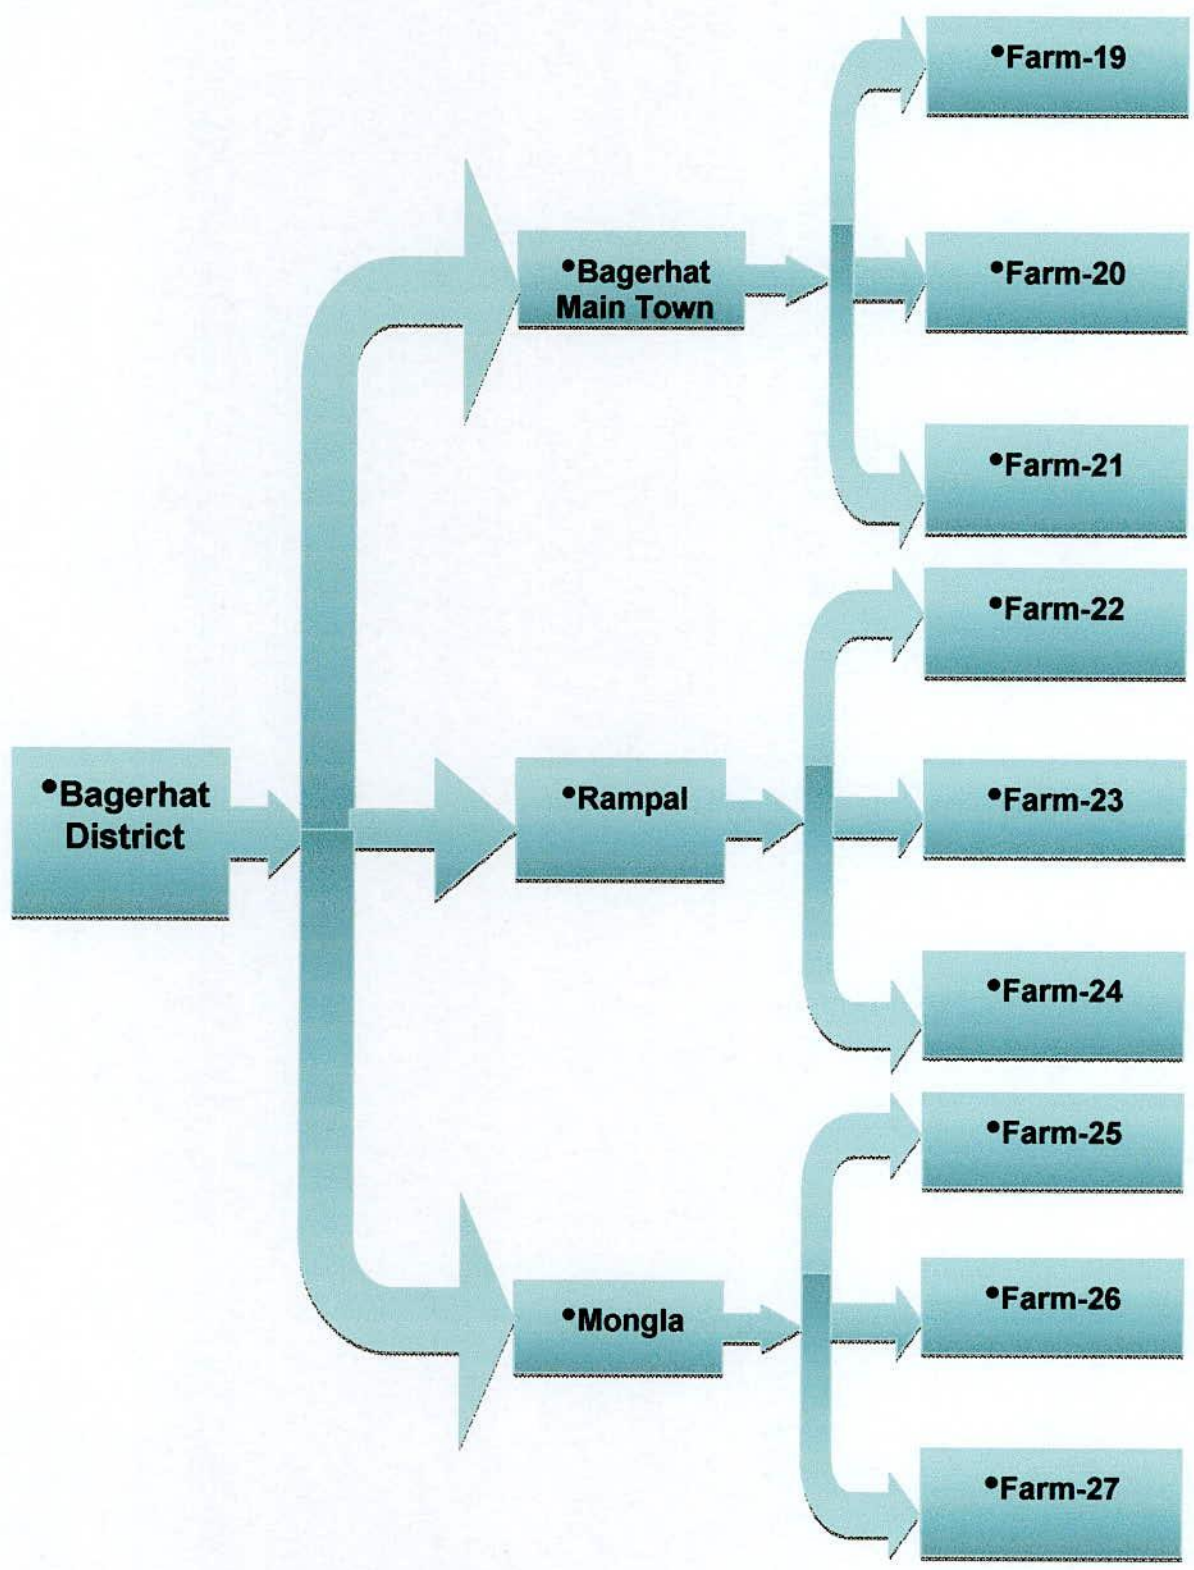 •Bagerhat
District
•Bagerhat
Main Town
•Farm-19
•Farm-20
•Farm-21
•Rampal
•Farm-22
•Farm-23
•Farm-24
•Mongla
•Farm-25
•Farm-26
•Farm-27